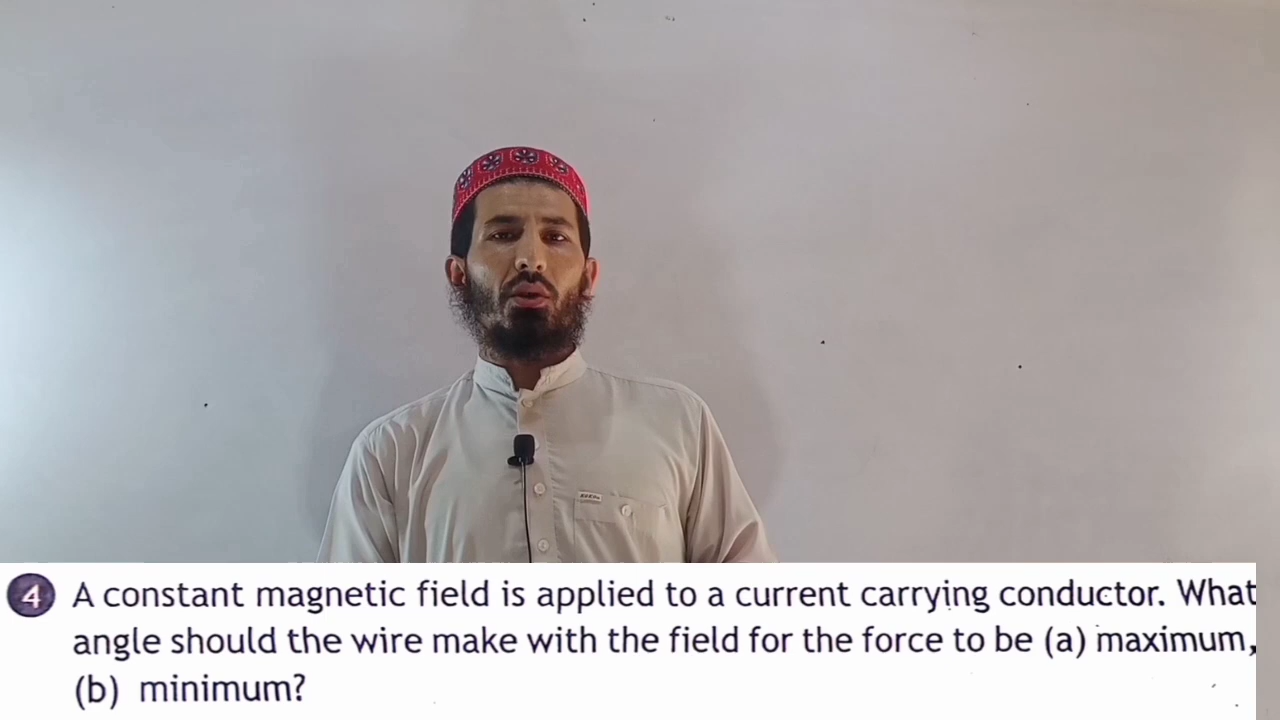 4 A constant magnetic field is applied to a current carrying conductor. What
angle should the wire make with the field for the force to be (a) maximum,
(b) minimum?